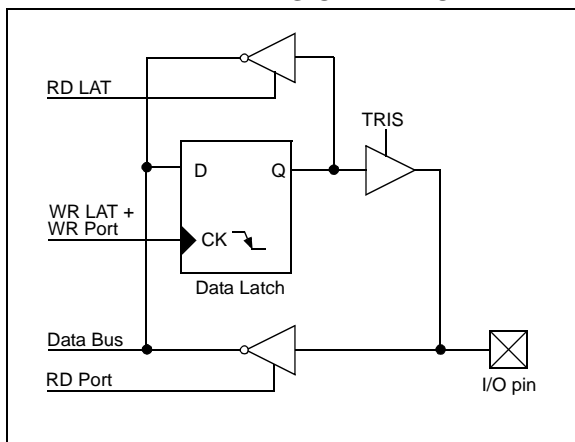 RD LAT
TRIS
D
Q
WR LAT +
WR Port
CK
Data Latch
Data Bus
RD Port
I/O pin